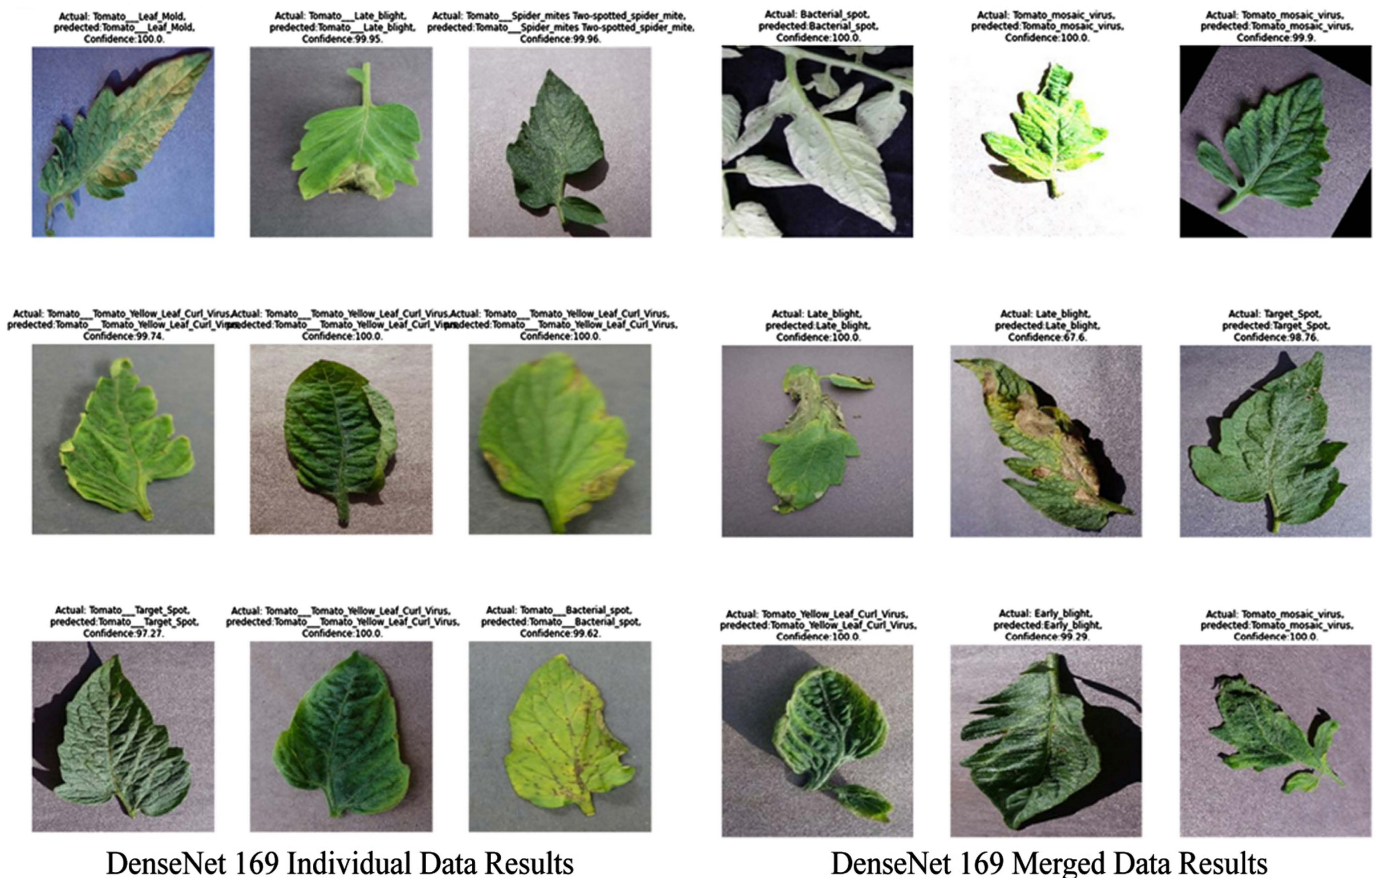 Actual: Tomato___Leaf_Mold,
predected:Tomato___Leaf_Mold,
Confidence:100.0.
Actual: Tomato___Late_blight,
predected:Tomato___Late_blight,
Confidence:99.95.
Actual: Tomato___Spider_mites Two-spotted_spider_mite,
predected:Tomato___Spider_mites Two-spotted_spider_mite,
Confidence:99.96.
Actual: Tomato___Tomato_Yellow_Leaf_Curl_Virus,
predected:Tomato___Tomato_Yellow_Leaf_Curl_Virus,
Confidence:99.74.
Actual: Tomato___Tomato_Yellow_Leaf_Curl_Virus,
predected:Tomato___Tomato_Yellow_Leaf_Curl_Virus,
Confidence:100.0.
Actual: Tomato___Tomato_Yellow_Leaf_Curl_Virus,
predected:Tomato___Tomato_Yellow_Leaf_Curl_Virus,
Confidence:100.0.
Actual: Tomato___Target_Spot,
predected:Tomato___Target_Spot,
Confidence:97.27.
Actual: Tomato___Tomato_Yellow_Leaf_Curl_Virus,
predected:Tomato___Tomato_Yellow_Leaf_Curl_Virus,
Confidence:100.0.
Actual: Tomato___Bacterial_spot,
predected:Tomato___Bacterial_spot,
Confidence:99.62.
DenseNet 169 Individual Data Results
Actual: Bacterial_spot,
predected:Bacterial_spot,
Confidence:100.0.
Actual: Tomato_mosaic_virus,
predected:Tomato_mosaic_virus,
Confidence:100.0.
Actual: Tomato_mosaic_virus,
predected:Tomato_mosaic_virus,
Confidence:99.9.
Actual: Late_blight,
predected:Late_blight,
Confidence:100.0.
Actual: Late_blight,
predected:Late_blight,
Confidence:67.6.
Actual: Target_Spot,
predected:Target_Spot,
Confidence:98.76.
Actual: Tomato_Yellow_Leaf_Curl_Virus,
predected:Tomato_Yellow_Leaf_Curl_Virus,
Confidence:100.0.
Actual: Early_blight,
predected:Early_blight,
Confidence:99.29.
Actual: Tomato_mosaic_virus,
predected:Tomato_mosaic_virus,
Confidence:100.0.
DenseNet 169 Merged Data Results